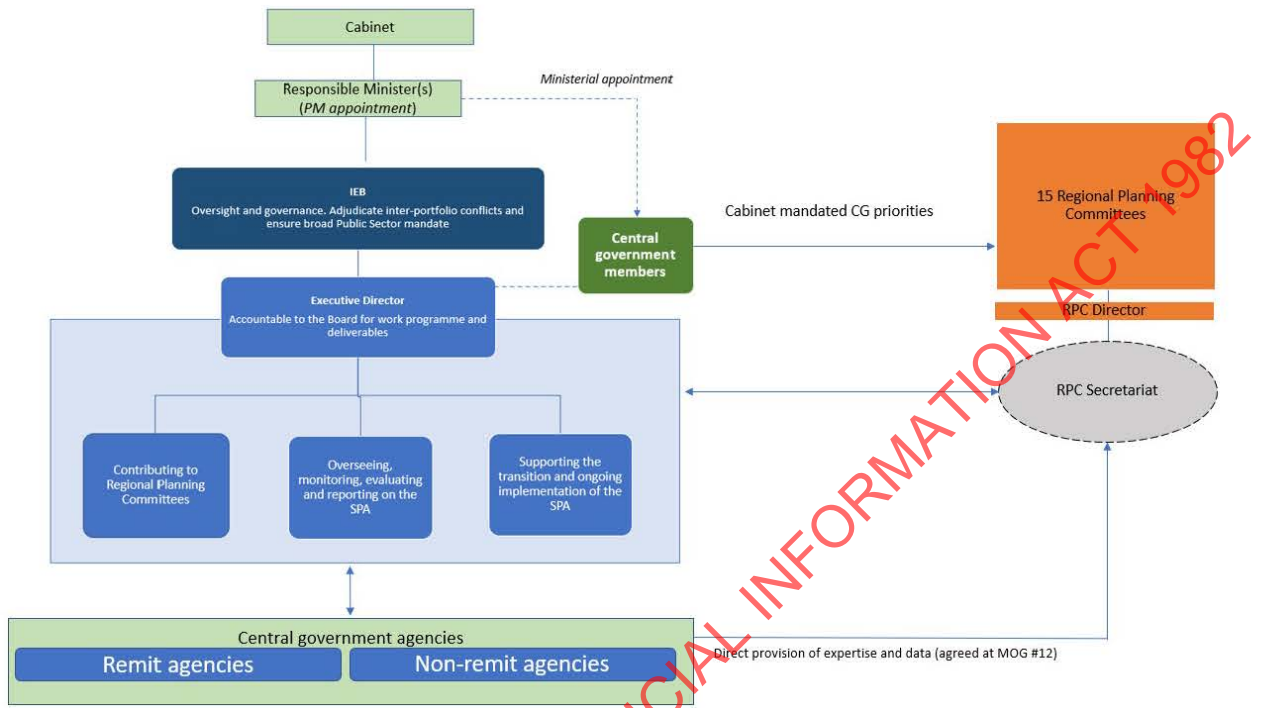 Cabinet
Responsible Minister(s)
(PM appointment)
Ministerial appointment
IEB
Oversight and governance. Adjudicate inter-portfolio conflicts and
ensure broad Public Sector mandate
Central
government
members
Cabinet mandated CG priorities
15 Regional Planning
Committees
RPC Director
Executive Director
Accountable to the Board for work programme and
deliverables
RPC Secretariat
Contributing to
Regional Planning
Committees
Overseeing,
monitoring, evaluating
and reporting on the
SPA
Supporting the
transition and ongoing
implementation of the
SPA
Central government agencies
Remit agencies
Non-remit agencies
Direct provision of expertise and data (agreed at MOG #12)
INFORMATION ACT 1982